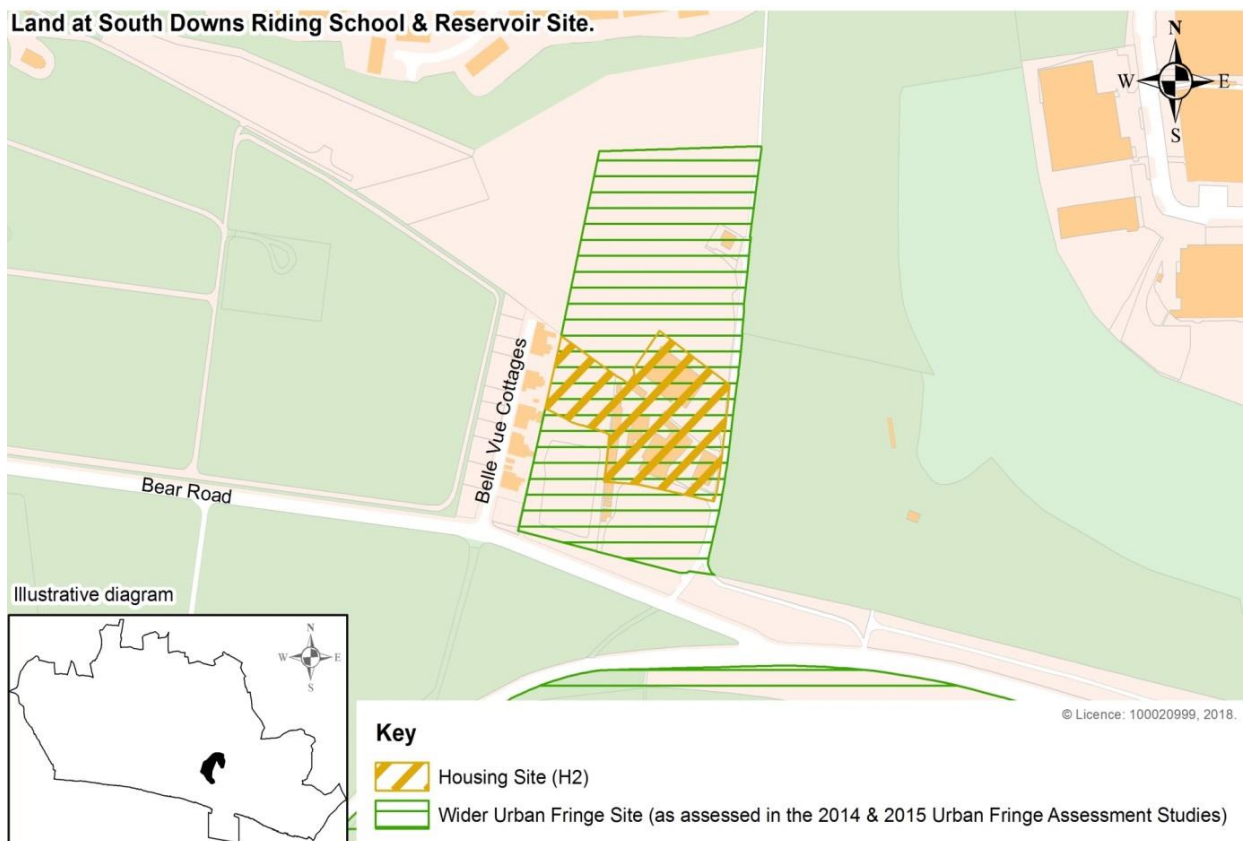 Land at South Downs Riding School & Reservoir Site.
N
W E
S
Belle Vue Cottages
Bear Road
Illustrative diagram
N
W E
S
© Licence: 100020999, 2018.
Key
Housing Site (H2)
Wider Urban Fringe Site (as assessed in the 2014 & 2015 Urban Fringe Assessment Studies)